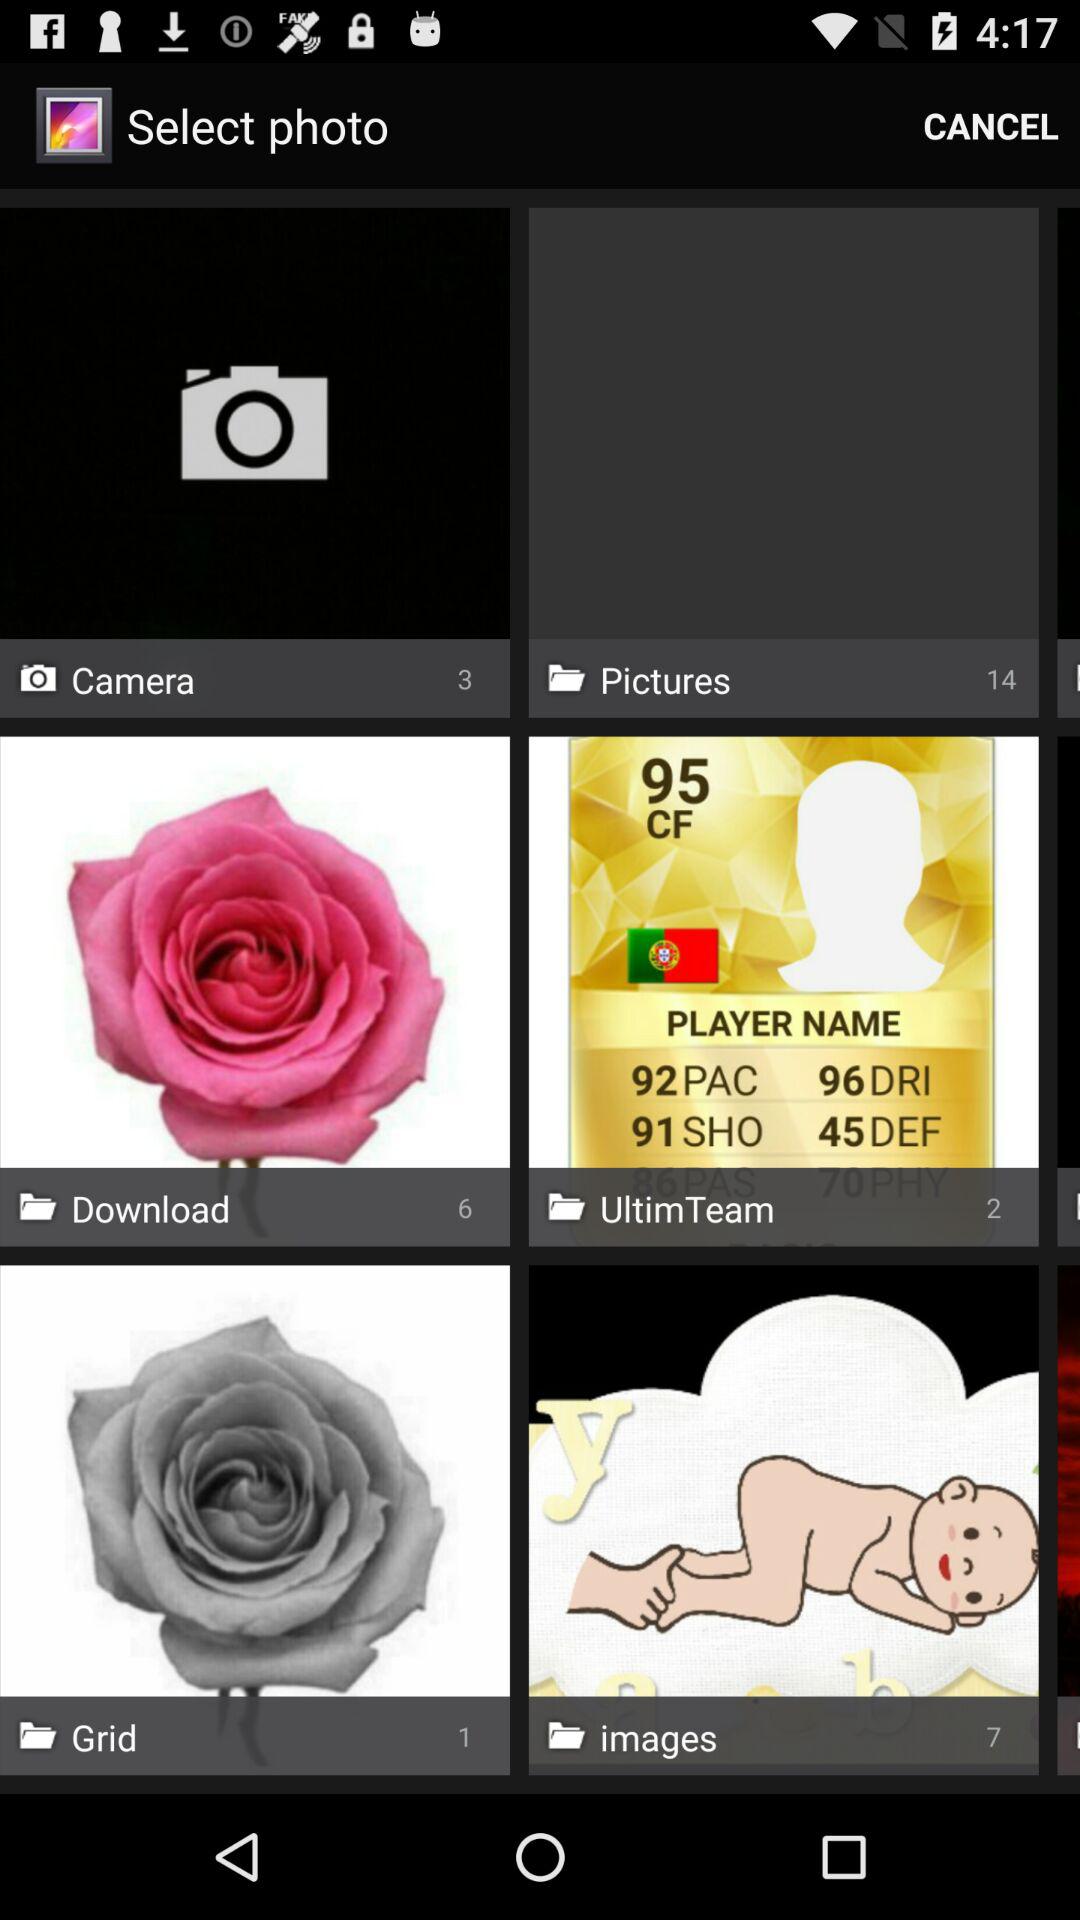 FAKE
4:17
Select photo
CANCEL
Camera 3
Pictures 14
95
CF
PLAYER NAME
92 PAC 96 DRI
91 SHO 45 DEF
86 PAS 70 PHY
Download 6
UltimTeam 2
y
a b
Grid 1
images 7